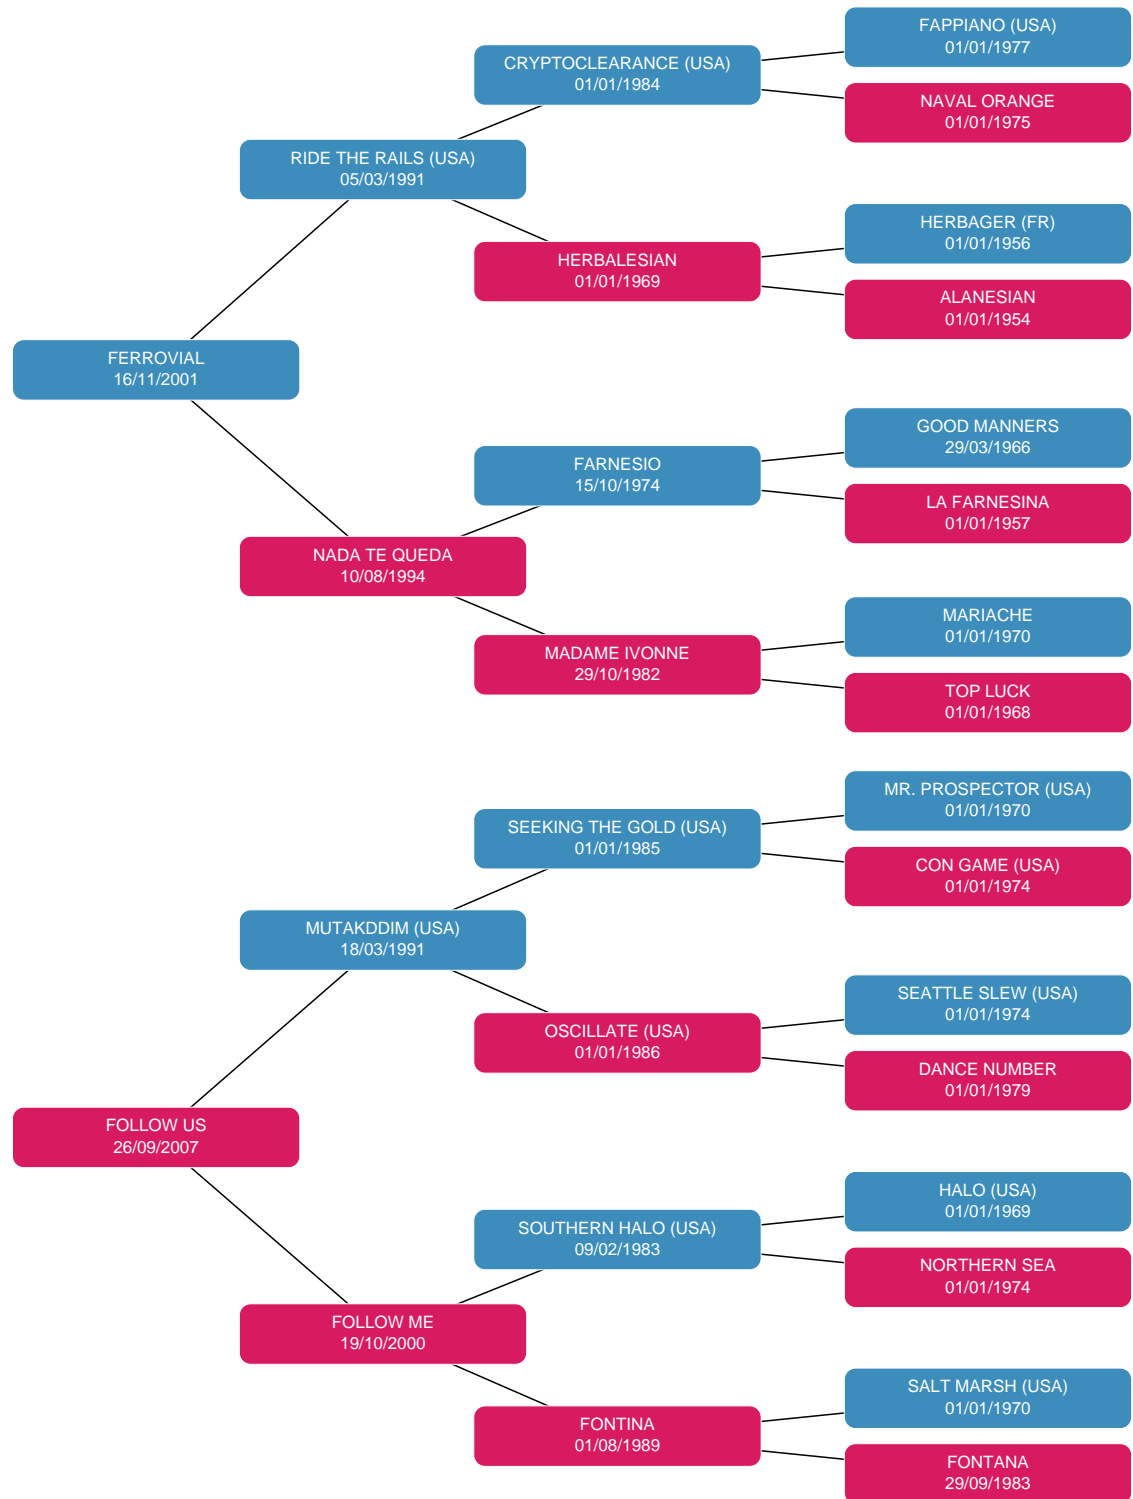 FAPPIANO (USA)
01/01/1977
CRYPTOCLEARANCE (USA)
01/01/1984
NAVAL ORANGE
01/01/1975
RIDE THE RAILS (USA)
05/03/1991
HERBAGER (FR)
01/01/1956
HERBALESIAN
01/01/1969
ALANESIAN
01/01/1954
FERROVIAL
16/11/2001
GOOD MANNERS
29/03/1966
FARNESIO
15/10/1974
LA FARNESINA
01/01/1957
NADA TE QUEDA
10/08/1994
MARIACHE
01/01/1970
MADAME IVONNE
29/10/1982
TOP LUCK
01/01/1968
MR. PROSPECTOR (USA)
01/01/1970
SEEKING THE GOLD (USA)
01/01/1985
CON GAME (USA)
01/01/1974
MUTAKDDIM (USA)
18/03/1991
SEATTLE SLEW (USA)
01/01/1974
OSCILLATE (USA)
01/01/1986
DANCE NUMBER
01/01/1979
FOLLOW US
26/09/2007
HALO (USA)
01/01/1969
SOUTHERN HALO (USA)
09/02/1983
NORTHERN SEA
01/01/1974
FOLLOW ME
19/10/2000
SALT MARSH (USA)
01/01/1970
FONTINA
01/08/1989
FONTANA
29/09/1983